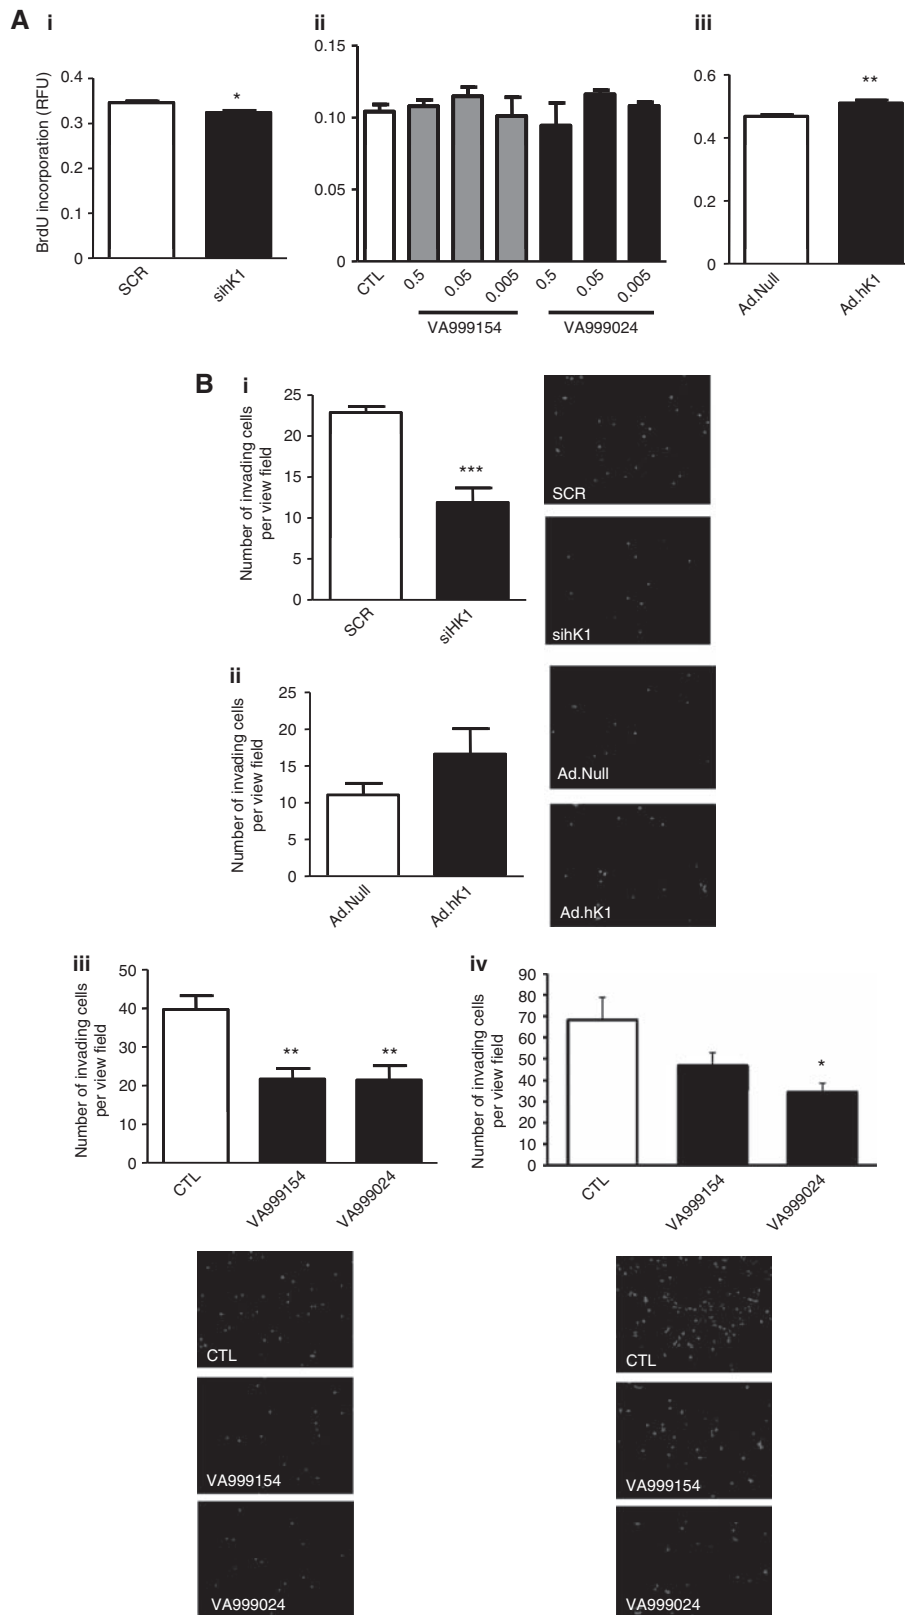 A i ii iii
BrdU incorporation (RFU)
0.4
0.3
0.2
0.1
0
*
SCR
sihK1
0.15
0.10
0.05
0
CTL
0.5
0.05
0.005
0.5
0.05
0.005
VA999154
VA999024
0.6
0.4
0.2
0
**
Ad.Null
Ad.hK1
B i
Number of invading cells
per view field
25
20
15
10
5
0
***
SCR
siHK1
SCR
sihK1
ii
Number of invading cells
per view field
25
20
15
10
5
0
Ad.Null
Ad.hK1
Ad.Null
Ad.hK1
iii
Number of invading cells
per view field
50
40
30
20
10
0
**
**
CTL
VA999154
VA999024
CTL
VA999154
VA999024
iv
Number of invading cells
per view field
90
80
70
60
50
40
30
20
10
0
*
CTL
VA999154
VA999024
CTL
VA999154
VA999024